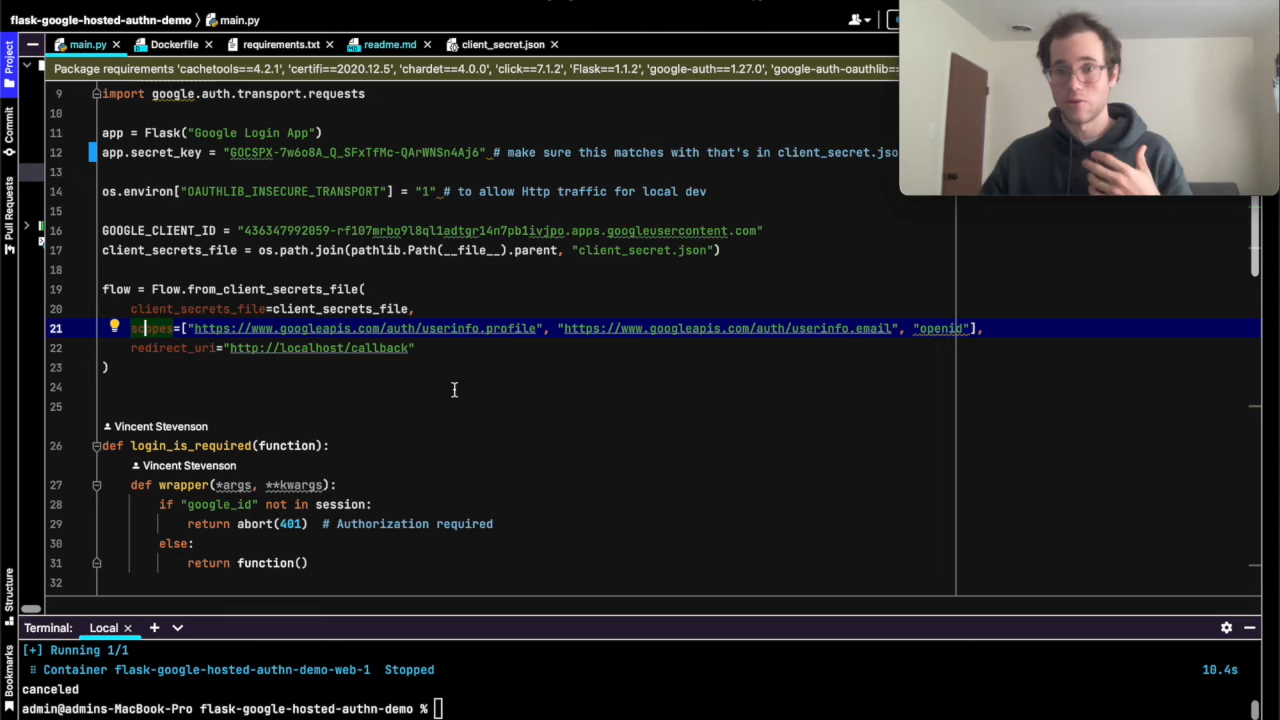 flask-google-hosted-authn-demo main.py
Project
Commit
Pull Requests
Structure
Bookmarks
main.py Dockerfile requirements.txt readme.md client_secret.json
Package requirements 'cachetools==4.2.1', 'certifi==2020.12.5', 'chardet==4.0.0', 'click==7.1.2', 'Flask==1.1.2', 'google-auth==1.27.0', 'google-auth-oauthlib==
9 import google.auth.transport.requests
10
11 app = Flask("Google Login App")
12 app.secret_key = "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" # make sure this matches with that's in client_secret.jso
13
14 os.environ["OAUTHLIB_INSECURE_TRANSPORT"] = "1" # to allow Http traffic for local dev
15
16 GOOGLE_CLIENT_ID = "436347992059-rf107mrbo9l8ql1adtgr14n7pb1ivjpo.apps.googleusercontent.com"
17 client_secrets_file = os.path.join(pathlib.Path(__file__).parent, "client_secret.json")
18
19 flow = Flow.from_client_secrets_file(
20 client_secrets_file=client_secrets_file,
21 scopes=["https://www.googleapis.com/auth/userinfo.profile", "https://www.googleapis.com/auth/userinfo.email", "openid"],
22 redirect_uri="http://localhost/callback"
23 )
24
25
Vincent Stevenson
26 def login_is_required(function):
Vincent Stevenson
27 def wrapper(*args, **kwargs):
28 if "google_id" not in session:
29 return abort(401) # Authorization required
30 else:
31 return function()
32
Terminal: Local
[+] Running 1/1
⠿ Container flask-google-hosted-authn-demo-web-1 Stopped 10.4s
canceled
admin@admins-MacBook-Pro flask-google-hosted-authn-demo %